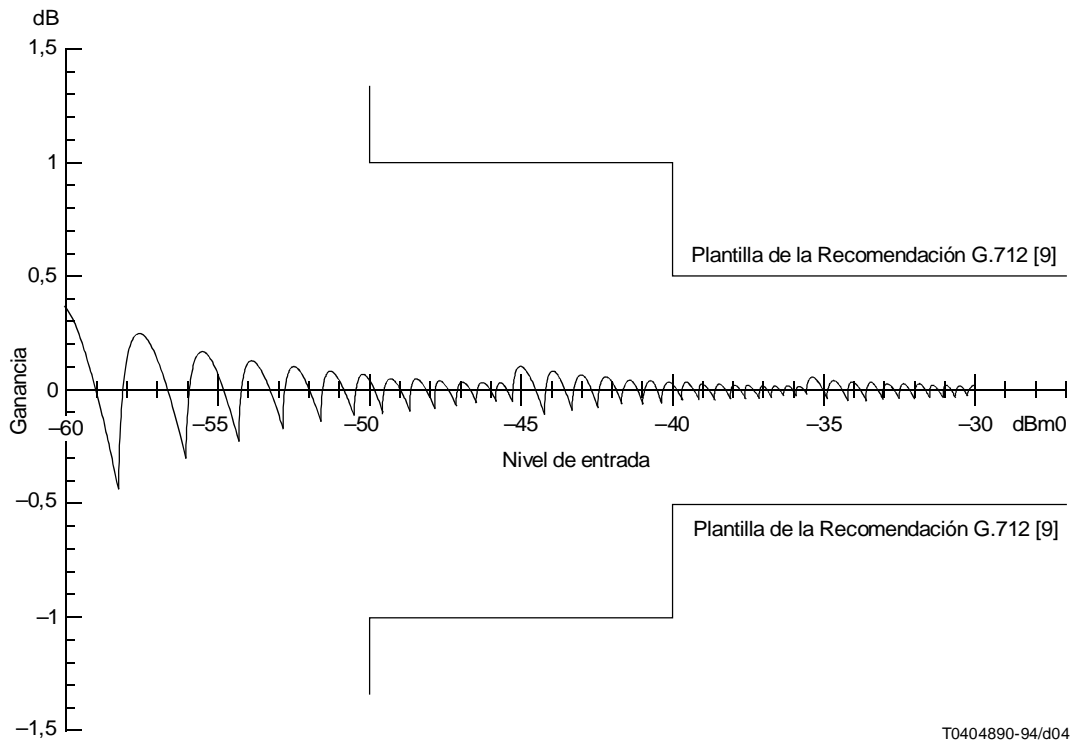 dB
1,5
1
Plantilla de la Recomendación G.712 [9]
0,5
Ganancia
0
–60
–55
–50
–45
–40
–35
–30
dBm0
Nivel de entrada
–0,5
Plantilla de la Recomendación G.712 [9]
–1
–1,5
T0404890-94/d04